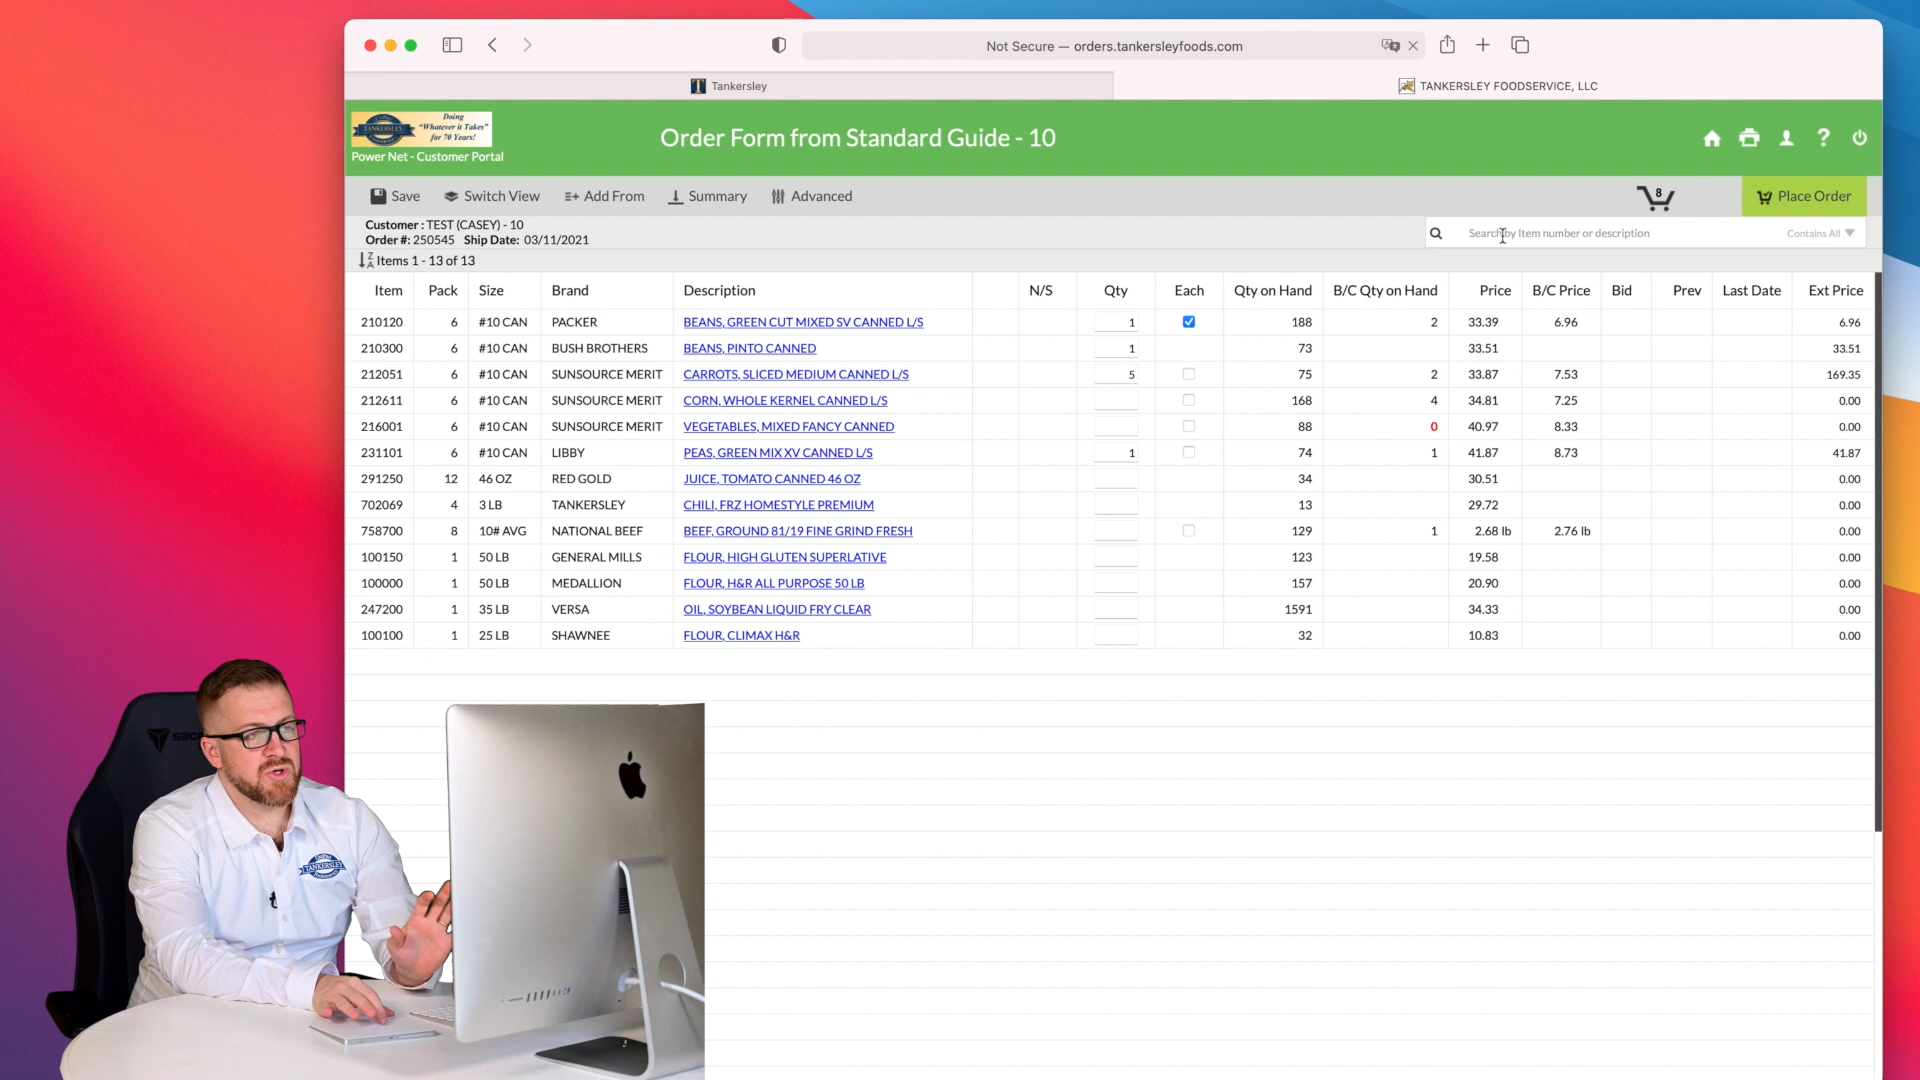 Not Secure — orders.tankersleyfoods.com
Tankersley
TANKERSLEY FOODSERVICE, LLC
TANKERSLEY
Doing
"Whatever it Takes"
for 70 Years!
Power Net - Customer Portal
Order Form from Standard Guide - 10
Save Switch View Add From Summary Advanced 8 Place Order
Customer : TEST (CASEY) - 10
Order #: 250545 Ship Date: 03/11/2021
Search by Item number or description Contains All
Items 1 - 13 of 13
Item Pack Size Brand Description N/S Qty Each Qty on Hand B/C Qty on Hand Price B/C Price Bid Prev Last Date Ext Price
210120 6 #10 CAN PACKER BEANS, GREEN CUT MIXED SV CANNED L/S 1 188 2 33.39 6.96 6.96
210300 6 #10 CAN BUSH BROTHERS BEANS, PINTO CANNED 1 73 33.51 33.51
212051 6 #10 CAN SUNSOURCE MERIT CARROTS, SLICED MEDIUM CANNED L/S 5 75 2 33.87 7.53 169.35
212611 6 #10 CAN SUNSOURCE MERIT CORN, WHOLE KERNEL CANNED L/S 168 4 34.81 7.25 0.00
216001 6 #10 CAN SUNSOURCE MERIT VEGETABLES, MIXED FANCY CANNED 88 0 40.97 8.33 0.00
231101 6 #10 CAN LIBBY PEAS, GREEN MIX XV CANNED L/S 1 74 1 41.87 8.73 41.87
291250 12 46 OZ RED GOLD JUICE, TOMATO CANNED 46 OZ 34 30.51 0.00
702069 4 3 LB TANKERSLEY CHILI, FRZ HOMESTYLE PREMIUM 13 29.72 0.00
758700 8 10# AVG NATIONAL BEEF BEEF, GROUND 81/19 FINE GRIND FRESH 129 1 2.68 lb 2.76 lb 0.00
100150 1 50 LB GENERAL MILLS FLOUR, HIGH GLUTEN SUPERLATIVE 123 19.58 0.00
100000 1 50 LB MEDALLION FLOUR, H&R ALL PURPOSE 50 LB 157 20.90 0.00
247200 1 35 LB VERSA OIL, SOYBEAN LIQUID FRY CLEAR 1591 34.33 0.00
100100 1 25 LB SHAWNEE FLOUR, CLIMAX H&R 32 10.83 0.00
TANKERSLEY